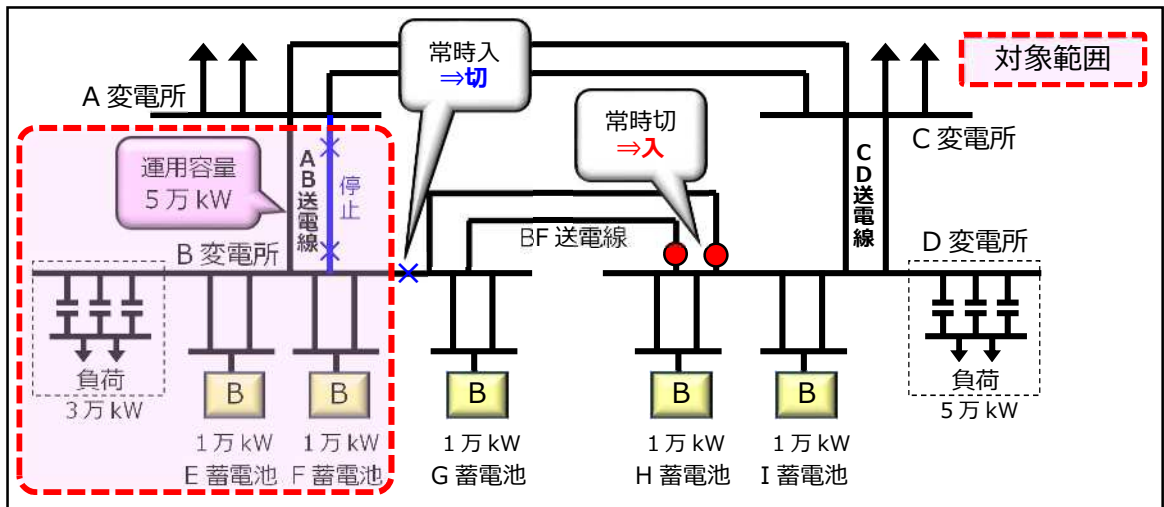 常時入
⇒切
対象範囲
A 変電所
常時切
⇒入
C 変電所
運用容量
5 万 kW
AB送電線
停止
CD送電線
BF 送電線
B 変電所
D 変電所
負荷
3 万 kW
B
B
B
B
B
負荷
5 万 kW
1 万 kW
1 万 kW
1 万 kW
1 万 kW
1 万 kW
E 蓄電池
F 蓄電池
G 蓄電池
H 蓄電池
I 蓄電池